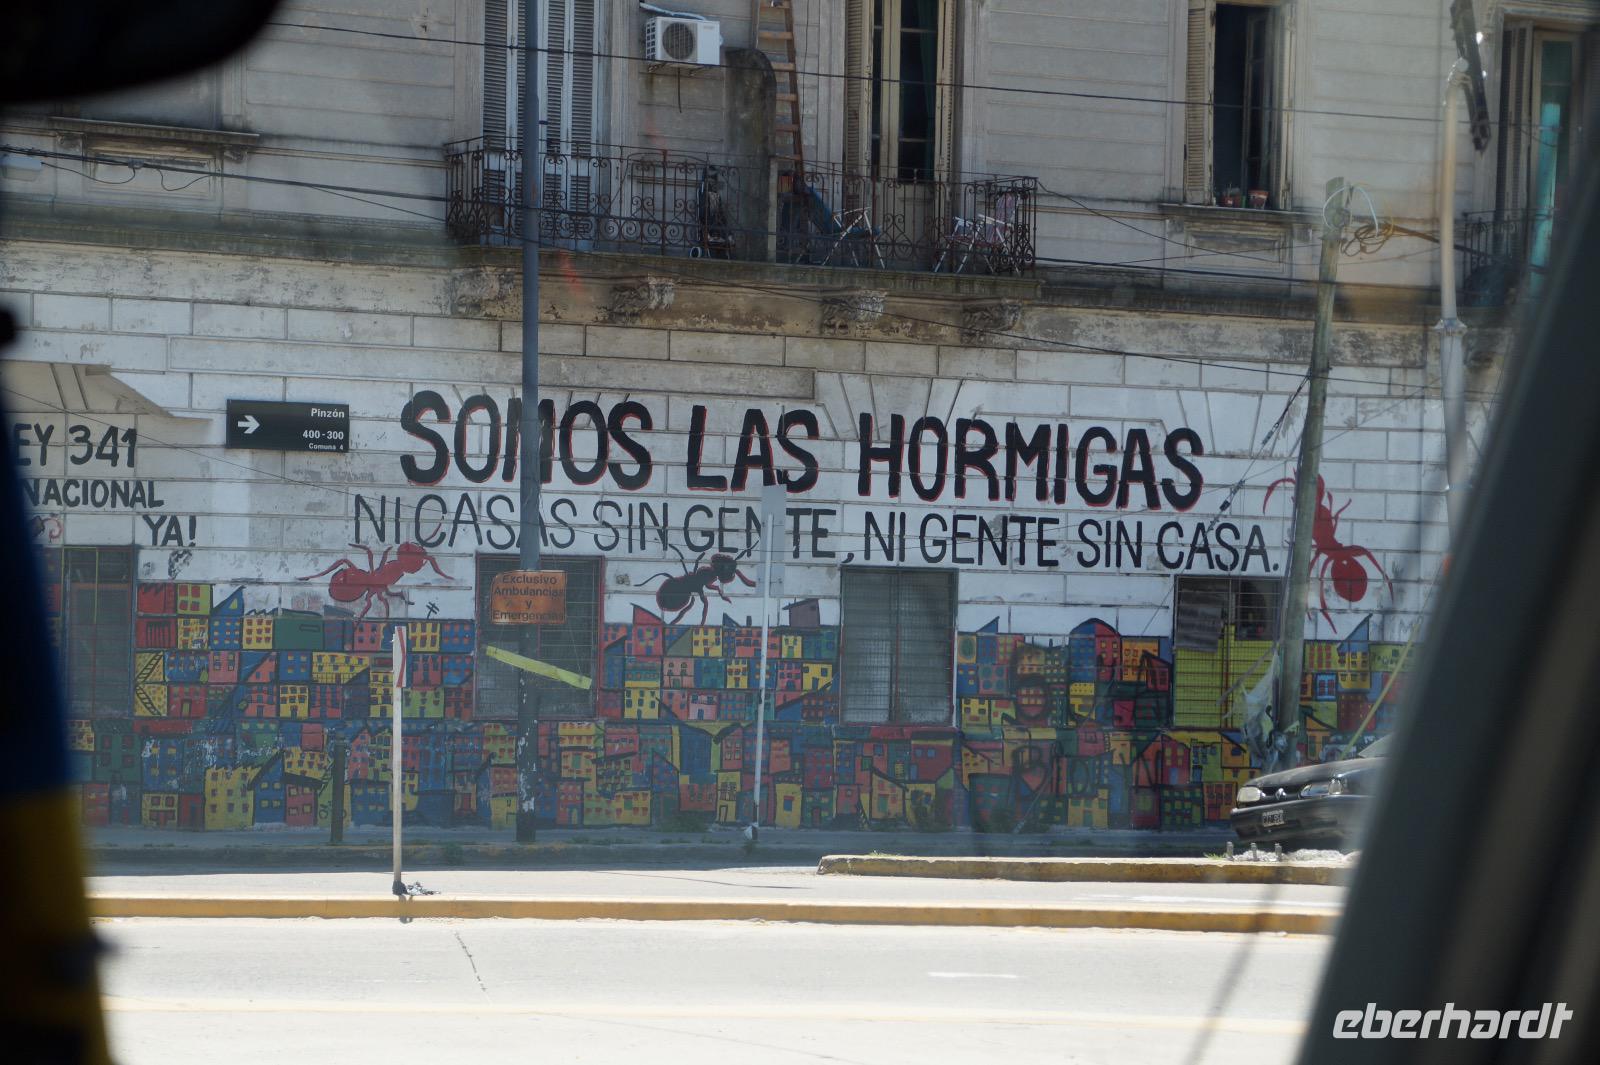 EY 341
NACIONAL
YA!
Pinzón
400-300
Comuna 4
SOMOS LAS HORMIGAS
NI CASAS SIN GENTE, NI GENTE SIN CASA.
Exclusivo
Ambulancias
y
Emergencias
eberhardt